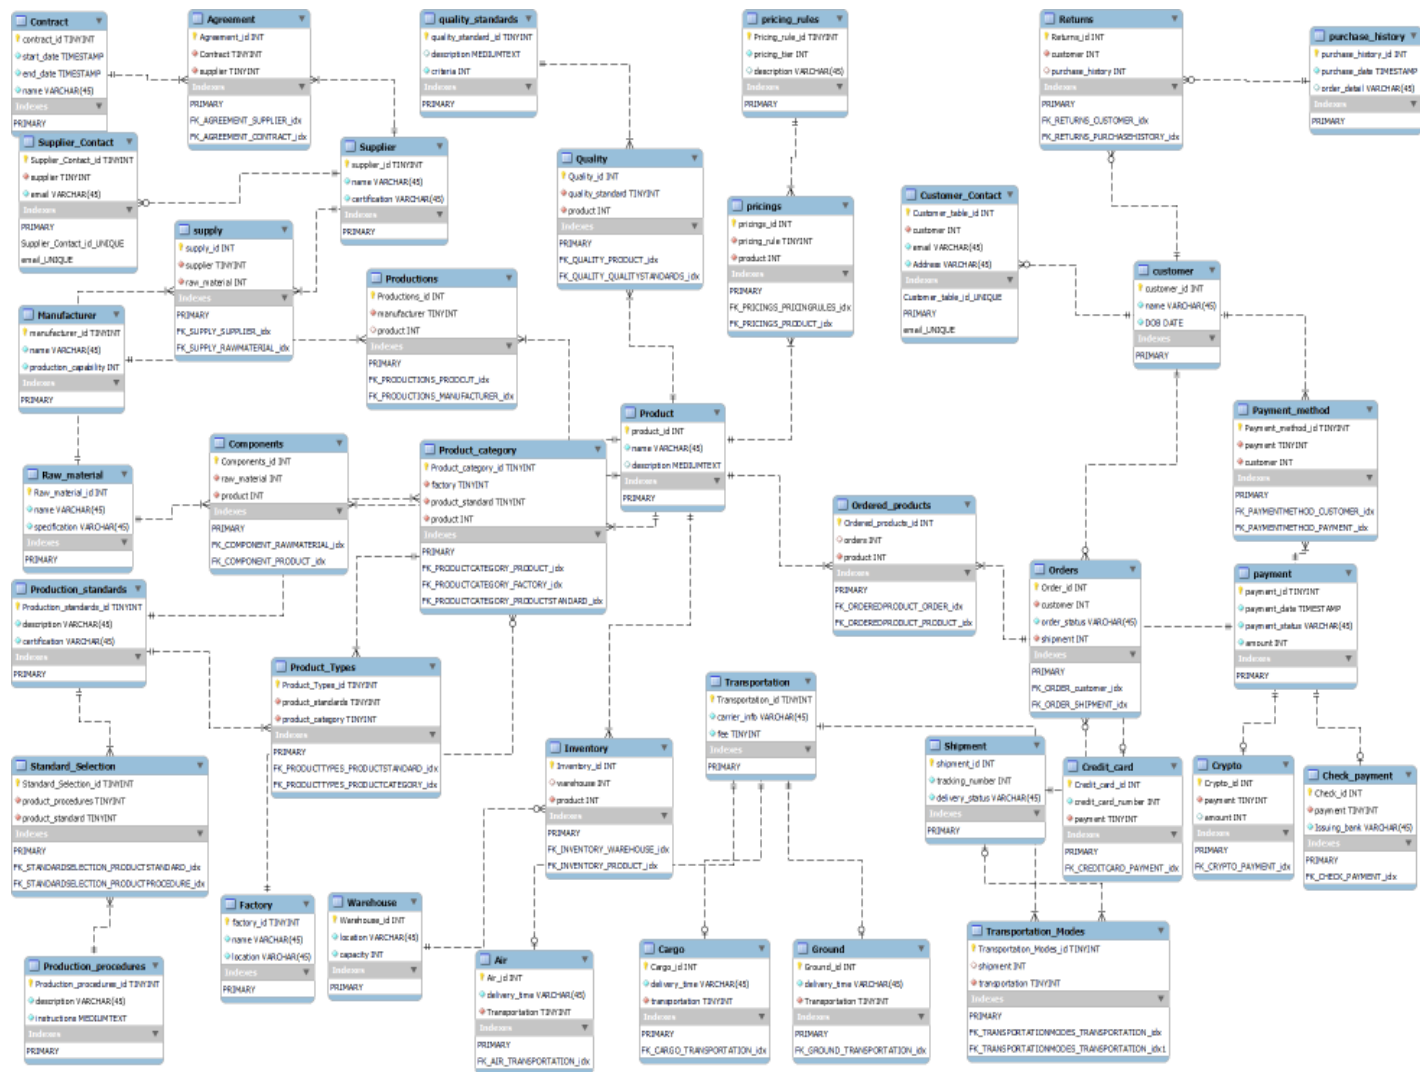 Contract
contract_id TINYINT
start_date TIMESTAMP
end_date TIMESTAMP
name VARCHAR(45)
Indexes
PRIMARY
Agreement
Agreement_id INT
Contract TINYINT
supplier TINYINT
Indexes
PRIMARY
FK_AGREEMENT_SUPPLIER_idx
FK_AGREEMENT_CONTRACT_idx
quality_standards
quality_standard_id TINYINT
description MEDIUMTEXT
criteria INT
Indexes
PRIMARY
pricing_rules
Pricing_rule_id TINYINT
pricing_tier INT
description VARCHAR(45)
Indexes
PRIMARY
Returns
Returns_id INT
customer INT
purchase_history INT
Indexes
PRIMARY
FK_RETURNS_CUSTOMER_idx
FK_RETURNS_PURCHASEHISTORY_idx
purchase_history
purchase_history_id INT
purchase_date TIMESTAMP
order_detail VARCHAR(45)
Indexes
PRIMARY
Supplier_Contact
Supplier_Contact_id TINYINT
supplier TINYINT
email VARCHAR(45)
Indexes
PRIMARY
Supplier_Contact_id_UNIQUE
email_UNIQUE
Supplier
supplier_id TINYINT
name VARCHAR(45)
certification VARCHAR(45)
Indexes
PRIMARY
Quality
Quality_id INT
quality_standard TINYINT
product INT
Indexes
PRIMARY
FK_QUALITY_PRODUCT_idx
FK_QUALITY_QUALITYSTANDARDS_idx
pricings
pricings_id INT
pricing_rule TINYINT
product INT
Indexes
PRIMARY
FK_PRICINGS_PRICINGRULES_idx
FK_PRICINGS_PRODUCT_idx
Customer_Contact
Customer_table_id INT
customer INT
email VARCHAR(45)
Address VARCHAR(45)
Indexes
Customer_table_id_UNIQUE
PRIMARY
email_UNIQUE
customer
customer_id INT
name VARCHAR(45)
DOB DATE
Indexes
PRIMARY
supply
supply_id INT
supplier TINYINT
raw_material INT
Indexes
PRIMARY
FK_SUPPLY_SUPPLIER_idx
FK_SUPPLY_RAWMATERIAL_idx
Productions
Productions_id INT
manufacturer TINYINT
product INT
Indexes
PRIMARY
FK_PRODUCTIONS_PRODCUT_idx
FK_PRODUCTIONS_MANUFACTURER_idx
Manufacturer
manufacturer_id TINYINT
name VARCHAR(45)
production_capability INT
Indexes
PRIMARY
Product
product_id INT
name VARCHAR(45)
description MEDIUMTEXT
Indexes
PRIMARY
Payment_method
Payment_method_id TINYINT
payment TINYINT
customer INT
Indexes
PRIMARY
FK_PAYMENTMETHOD_CUSTOMER_idx
FK_PAYMENTMETHOD_PAYMENT_idx
Raw_material
Raw_material_id INT
name VARCHAR(45)
specification VARCHAR(45)
Indexes
PRIMARY
Components
Components_id INT
raw_material INT
product INT
Indexes
PRIMARY
FK_COMPONENT_RAWMATERIAL_idx
FK_COMPONENT_PRODUCT_idx
Product_category
Product_category_id TINYINT
factory TINYINT
product_standard TINYINT
product INT
Indexes
PRIMARY
FK_PRODUCTCATEGORY_PRODUCT_idx
FK_PRODUCTCATEGORY_FACTORY_idx
FK_PRODUCTCATEGORY_PRODUCTSTANDARD_idx
Ordered_products
Ordered_products_id INT
orders INT
product INT
Indexes
PRIMARY
FK_ORDEREDPRODUCT_ORDER_idx
FK_ORDEREDPRODUCT_PRODUCT_idx
Orders
Order_id INT
customer INT
order_status VARCHAR(45)
shipment INT
Indexes
PRIMARY
FK_ORDER_customer_idx
FK_ORDER_SHIPMENT_idx
payment
payment_id TINYINT
payment_date TIMESTAMP
payment_status VARCHAR(45)
amount INT
Indexes
PRIMARY
Production_standards
Production_standards_id TINYINT
description VARCHAR(45)
certification VARCHAR(45)
Indexes
PRIMARY
Product_Types
Product_Types_id TINYINT
product_standards TINYINT
product_category TINYINT
Indexes
PRIMARY
FK_PRODUCTTYPES_PRODUCTSTANDARD_idx
FK_PRODUCTTYPES_PRODCUTCATEGORY_idx
Transportation
Transportation_id TINYINT
carrier_info VARCHAR(45)
fee TINYINT
Indexes
PRIMARY
Standard_Selection
Standard_Selection_id TINYINT
product_procedures TINYINT
product_standard TINYINT
Indexes
PRIMARY
FK_STANDARDSELECTION_PRODUCTSTANDARD_idx
FK_STANDARDSELECTION_PRODUCTPROCEDURE_idx
Inventory
Inventory_id INT
warehouse INT
product INT
Indexes
PRIMARY
FK_INVENTORY_WAREHOUSE_idx
FK_INVENTORY_PRODUCT_idx
Shipment
shipment_id INT
tracking_number INT
delivery_status VARCHAR(45)
Indexes
PRIMARY
Credit_card
Credit_card_id INT
credit_card_number INT
payment TINYINT
Indexes
PRIMARY
FK_CREDITCARD_PAYMENT_idx
Crypto
Crypto_id INT
payment TINYINT
amount INT
Indexes
PRIMARY
FK_CRYPTO_PAYMENT_idx
Check_payment
Check_id INT
payment TINYINT
Issuing_bank VARCHAR(45)
Indexes
PRIMARY
FK_CHECK_PAYMENT_idx
Factory
factory_id TINYINT
name VARCHAR(45)
location VARCHAR(45)
Indexes
PRIMARY
Warehouse
Warehouse_id INT
location VARCHAR(45)
capacity INT
Indexes
PRIMARY
Production_procedures
Production_procedures_id TINYINT
description VARCHAR(45)
instructions MEDIUMTEXT
Indexes
PRIMARY
Air
Air_id INT
delivery_time VARCHAR(45)
Transportation TINYINT
Indexes
PRIMARY
FK_AIR_TRANSPORTATION_idx
Cargo
Cargo_id INT
delivery_time VARCHAR(45)
transportation TINYINT
Indexes
PRIMARY
FK_CARGO_TRANSPORTATION_idx
Ground
Ground_id INT
delivery_time VARCHAR(45)
Transportation TINYINT
Indexes
PRIMARY
FK_GROUND_TRANSPORTATION_idx
Transportation_Modes
Transportaiton_Modes_id TINYINT
shipment INT
transportation TINYINT
Indexes
PRIMARY
FK_TRANSPORTATIONMODES_TRANSPORTATION_idx
FK_TRANSPORTATIONMODES_TRANSPORTATION_idx1